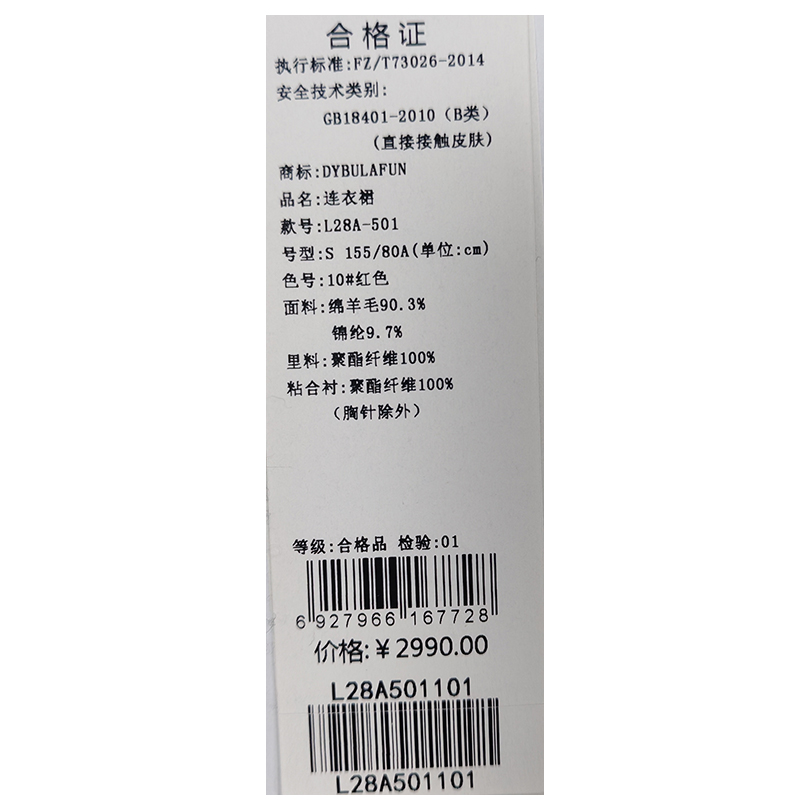 合格证
执行标准:FZ/T73026-2014
安全技术类别:
GB18401-2010（B类）
(直接接触皮肤)
商标:DYBULAFUN
品名:连衣裙
款号:L28A-501
号型:S 155/80A(单位:cm)
色号:10#红色
面料:绵羊毛90.3%
锦纶9.7%
里料:聚酯纤维100%
粘合衬:聚酯纤维100%
（胸针除外）
等级:合格品 检验:01
6 927966 167728
价格:￥2990.00
L28A501101
L28A501101